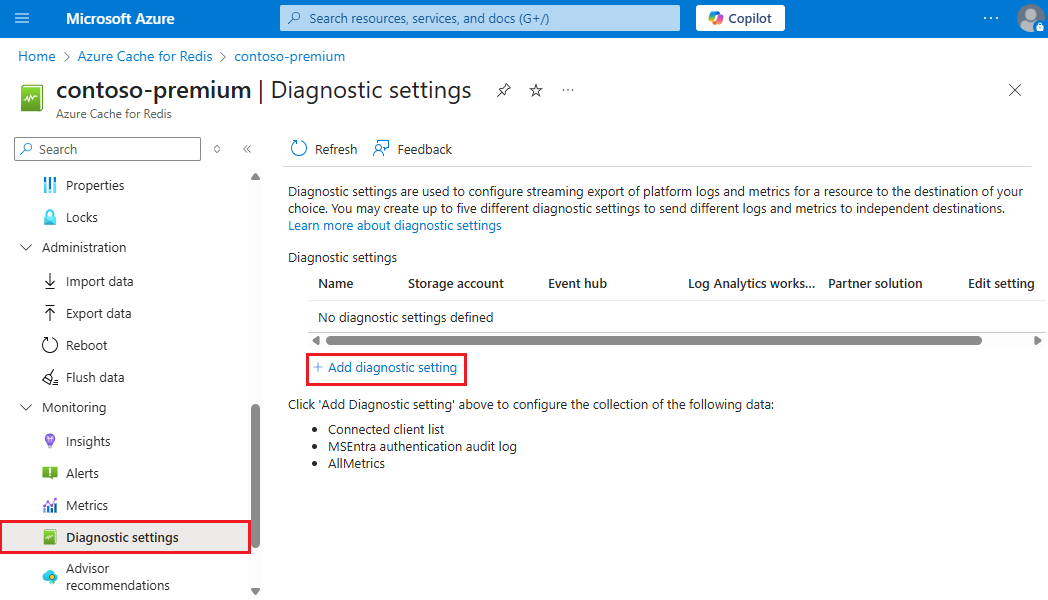 Microsoft Azure
Search resources, services, and docs (G+/)
Copilot
Home > Azure Cache for Redis > contoso-premium
contoso-premium | Diagnostic settings
Azure Cache for Redis
Search
Properties
Locks
Administration
Import data
Export data
Reboot
Flush data
Monitoring
Insights
Alerts
Metrics
Diagnostic settings
Advisor
recommendations
Refresh
Feedback
Diagnostic settings are used to configure streaming export of platform logs and metrics for a resource to the destination of your
choice. You may create up to five different diagnostic settings to send different logs and metrics to independent destinations.
Learn more about diagnostic settings
Diagnostic settings
Name Storage account Event hub Log Analytics works... Partner solution Edit setting
No diagnostic settings defined
+ Add diagnostic setting
Click 'Add Diagnostic setting' above to configure the collection of the following data:
• Connected client list
• MSEntra authentication audit log
• AllMetrics